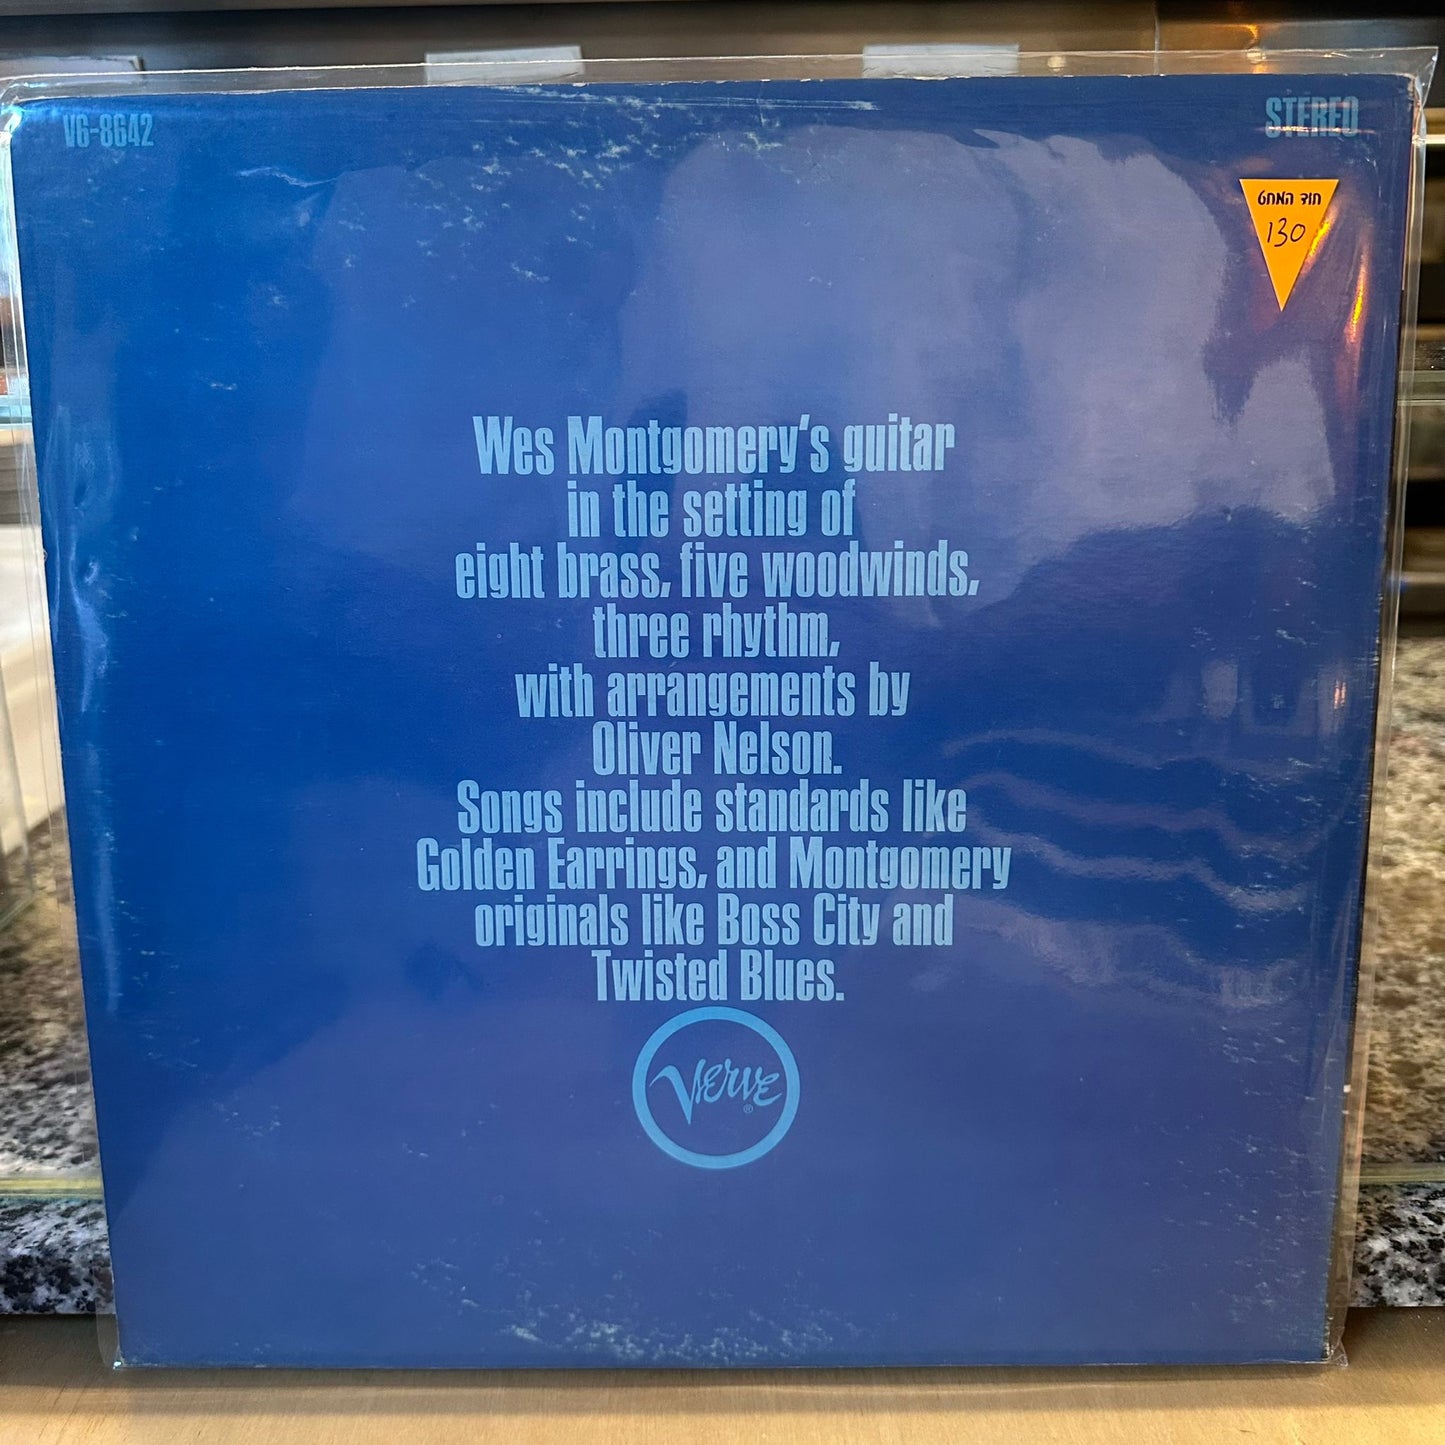 V6-8642
STEREO
חוד המחט
130
Wes Montgomery's guitar
in the setting of
eight brass, five woodwinds,
three rhythm,
with arrangements by
Oliver Nelson.
Songs include standards like
Golden Earrings, and Montgomery
originals like Boss City and
Twisted Blues.
Verve
®